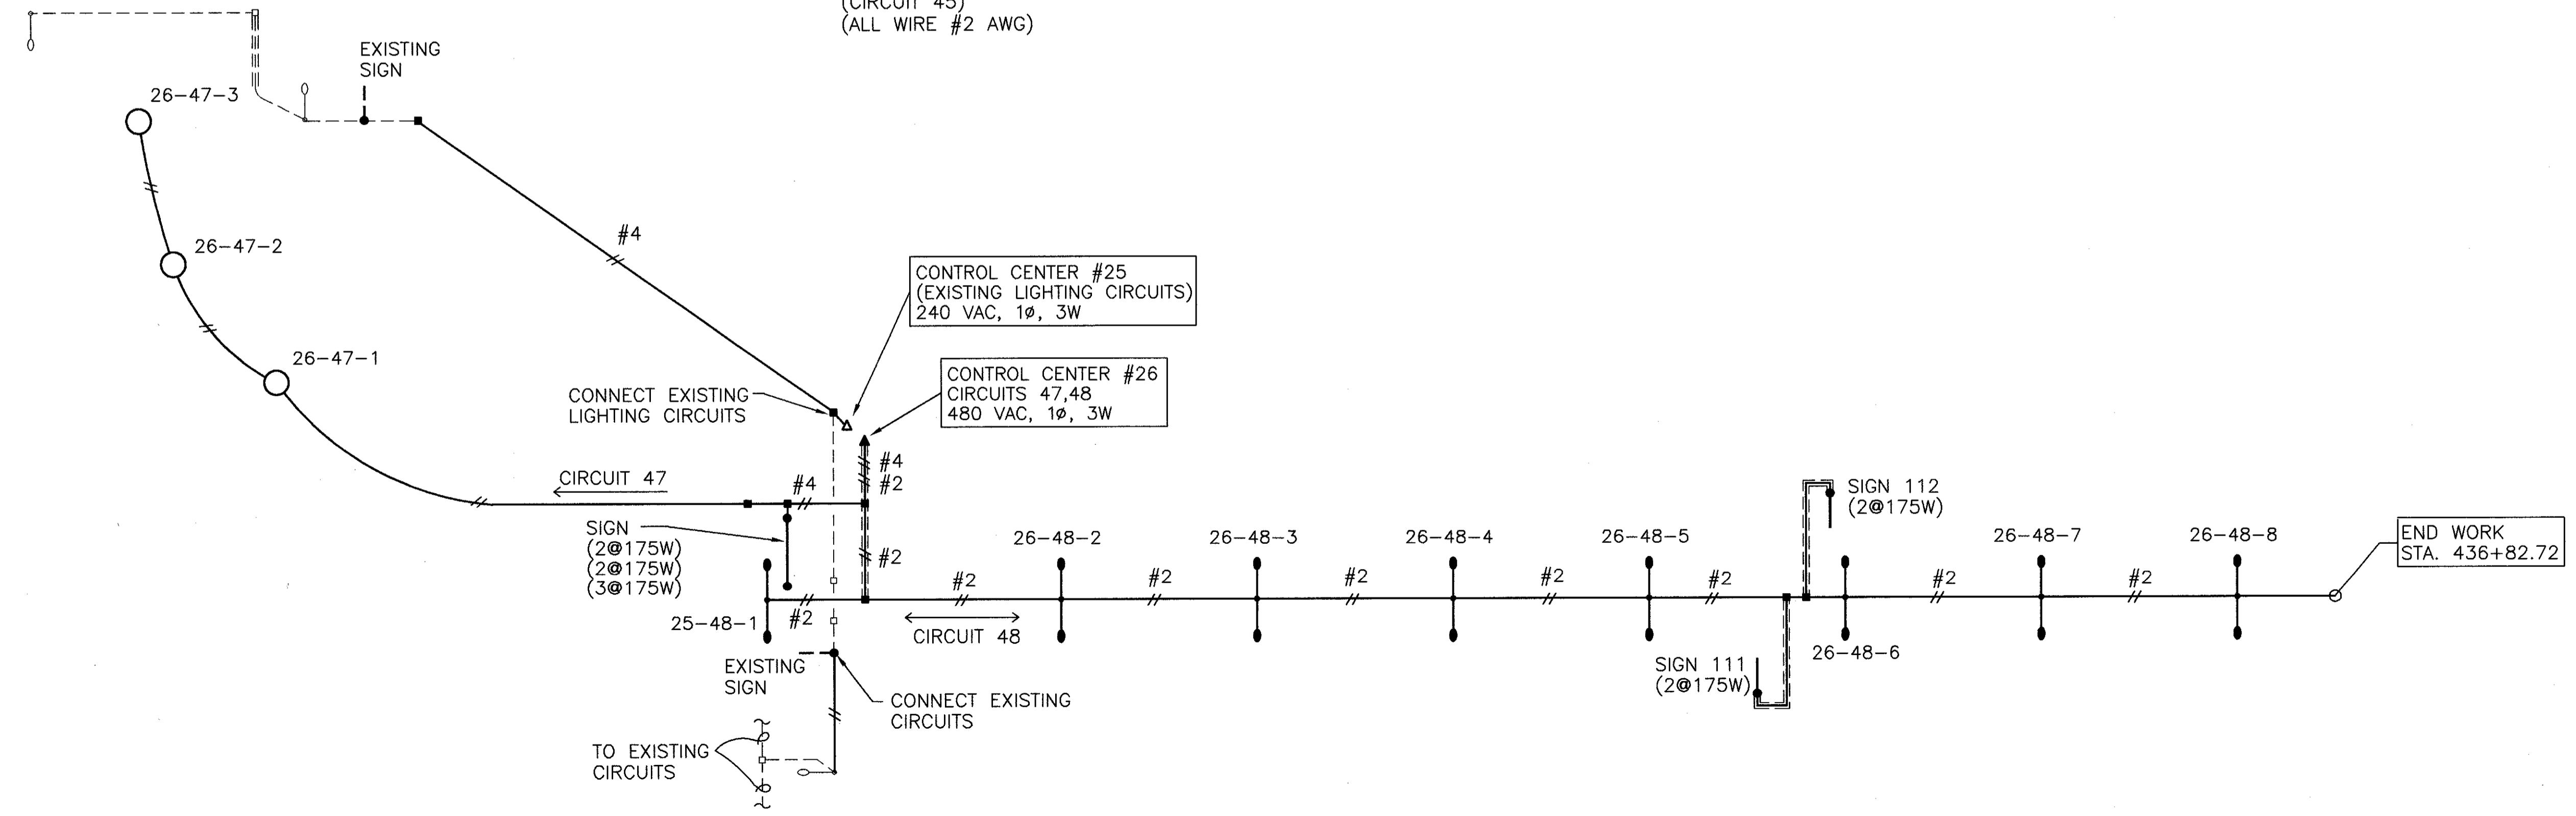 (CIRCUIT 45)
(ALL WIRE #2 AWG)
EXISTING
SIGN
26-47-3
26-47-2
26-47-1
#4
CONTROL CENTER #25
(EXISTING LIGHTING CIRCUITS)
240 VAC, 1ø, 3W
CONTROL CENTER #26
CIRCUITS 47,48
480 VAC, 1ø, 3W
CONNECT EXISTING
LIGHTING CIRCUITS
#4
#2
CIRCUIT 47
#4
SIGN
(2@175W)
(2@175W)
(3@175W)
#2
25-48-1
#2
#2
CIRCUIT 48
26-48-2
#2
26-48-3
#2
26-48-4
#2
26-48-5
#2
SIGN 112
(2@175W)
SIGN 111
(2@175W)
26-48-6
#2
26-48-7
#2
26-48-8
END WORK
STA. 436+82.72
EXISTING
SIGN
CONNECT EXISTING
CIRCUITS
TO EXISTING
CIRCUITS